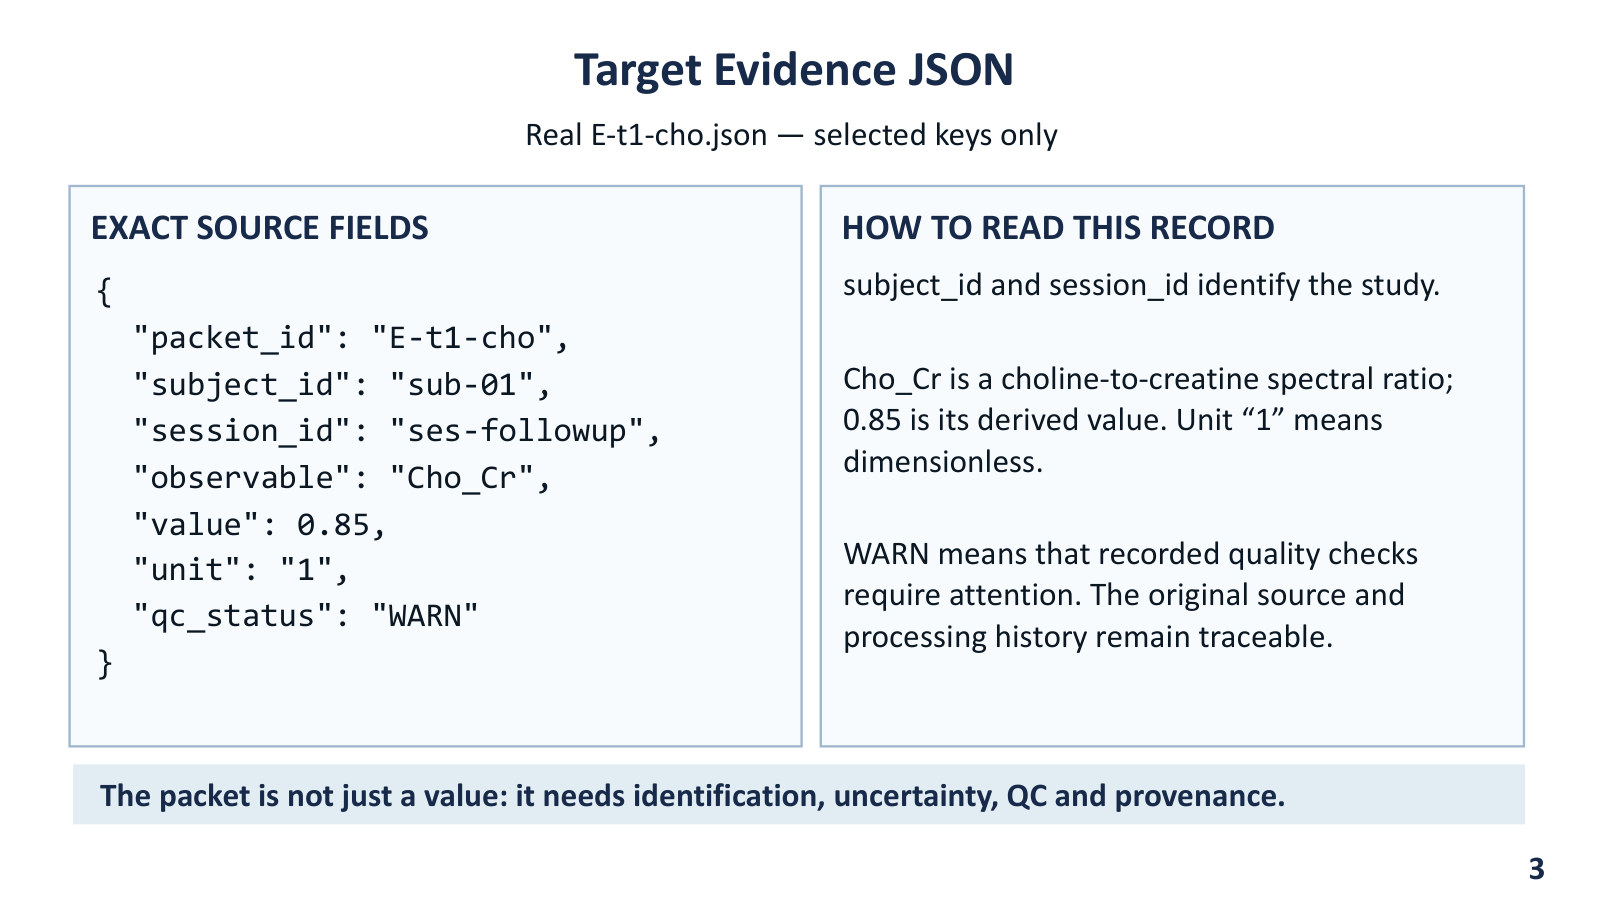 Target Evidence JSON
Real E-t1-cho.json — selected keys only
EXACT SOURCE FIELDS
{
  "packet_id": "E-t1-cho",
  "subject_id": "sub-01",
  "session_id": "ses-followup",
  "observable": "Cho_Cr",
  "value": 0.85,
  "unit": "1",
  "qc_status": "WARN"
}
HOW TO READ THIS RECORD
subject_id and session_id identify the study.
Cho_Cr is a choline-to-creatine spectral ratio;
0.85 is its derived value. Unit “1” means
dimensionless.
WARN means that recorded quality checks
require attention. The original source and
processing history remain traceable.
The packet is not just a value: it needs identification, uncertainty, QC and provenance.
3